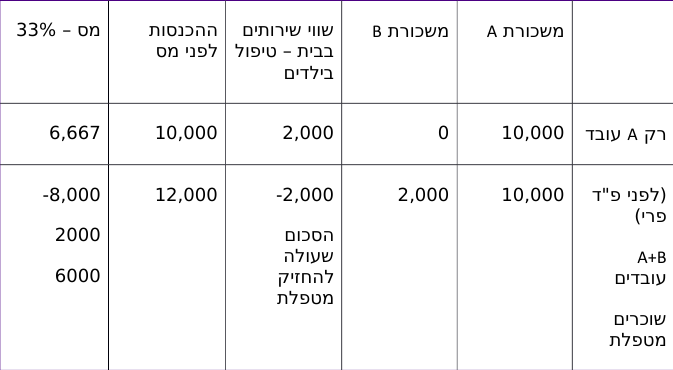 משכורת A
משכורת B
שווי שירותים
בבית – טיפול
בילדים
ההכנסות
לפני מס
מס – 33%
רק A עובד
10,000
0
2,000
10,000
6,667
(לפני פ"ד
פרי)
A+B
עובדים
שוכרים
מטפלת
10,000
2,000
-2,000
הסכום
שעולה
להחזיק
מטפלת
12,000
-8,000
2000
6000